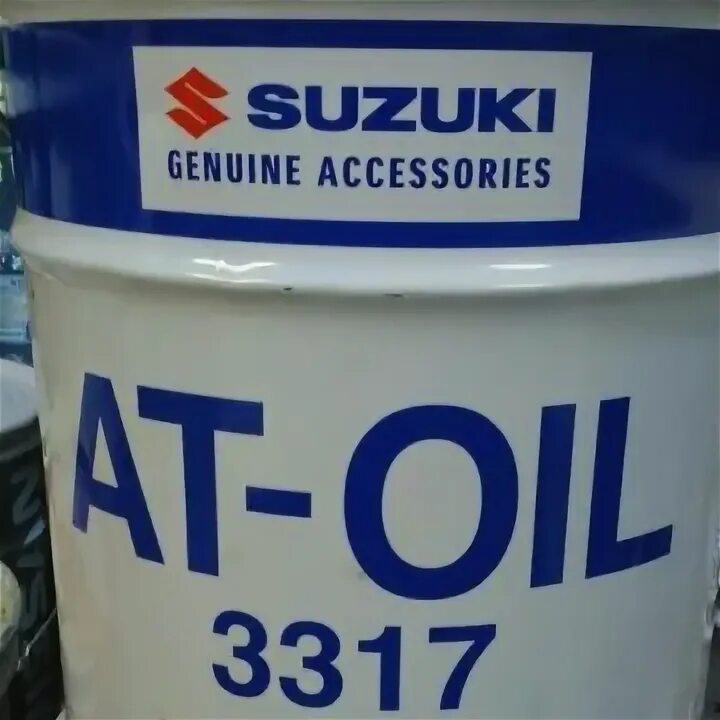 SUZUKI
GENUINE ACCESSORIES
AT-OIL
3317